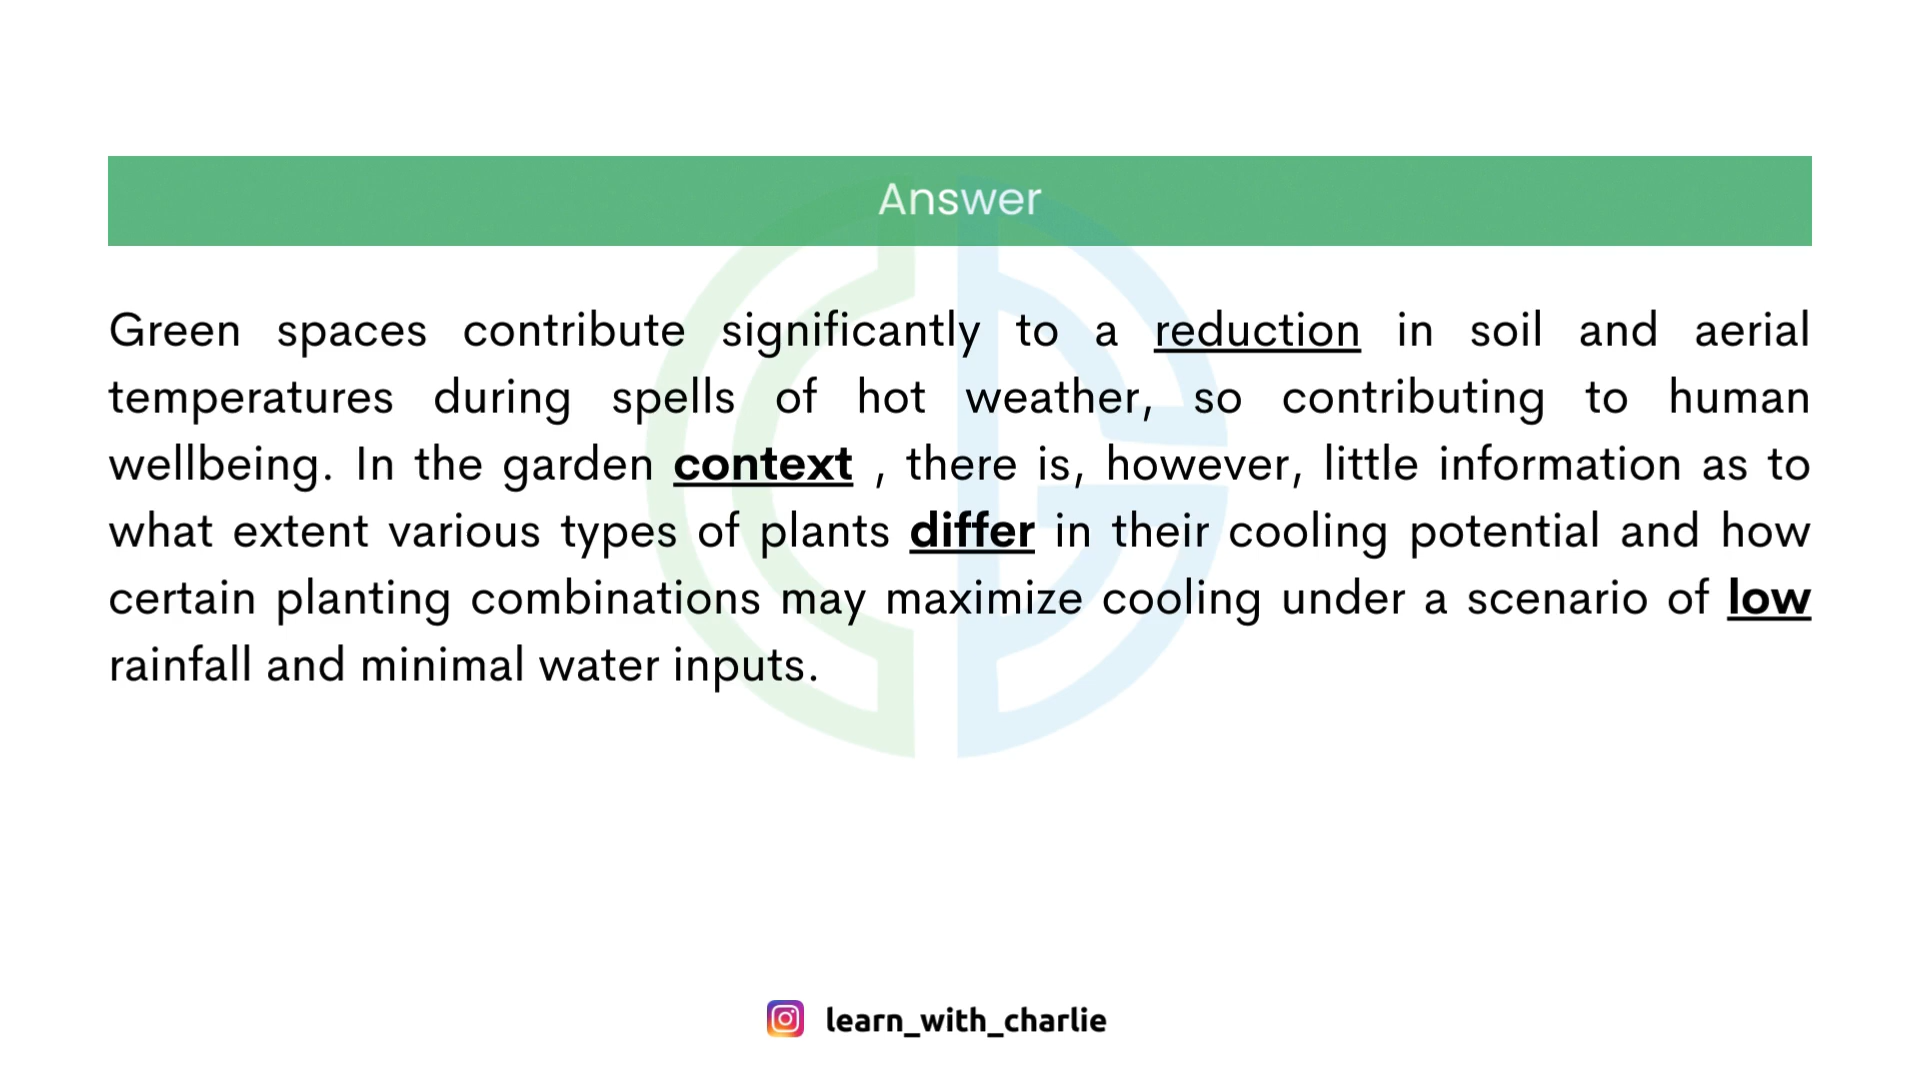 Answer
Green spaces contribute significantly to a reduction in soil and aerial
temperatures during spells of hot weather, so contributing to human
wellbeing. In the garden context , there is, however, little information as to
what extent various types of plants differ in their cooling potential and how
certain planting combinations may maximize cooling under a scenario of low
rainfall and minimal water inputs.
learn_with_charlie